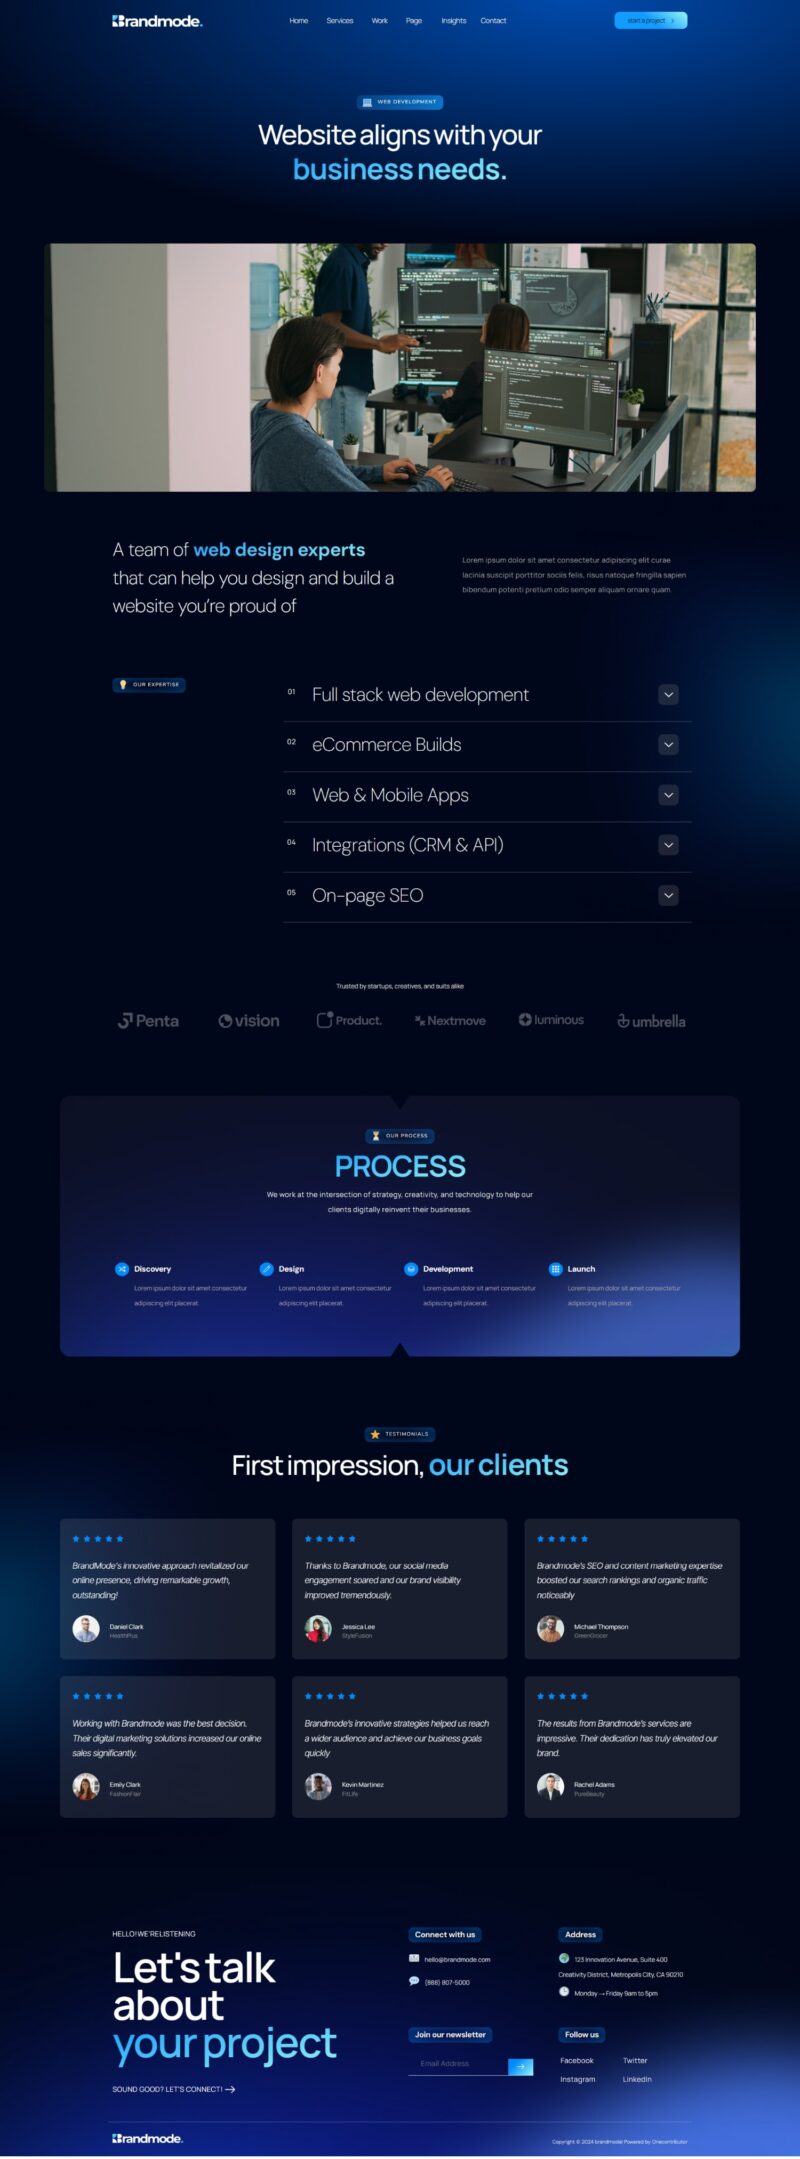 Brandmode.
Home Services Work Page Insights Contact
start a project
WEB DEVELOPMENT
Website aligns with your
business needs.
A team of web design experts
that can help you design and build a
website you're proud of
Lorem ipsum dolor sit amet consectetur adipiscing elit curae
lacinia suscipit porttitor sociis felis, risus natoque fringilla sapien
bibendum potenti pretium odio semper aliquam ornare quam.
OUR EXPERTISE
01 Full stack web development
02 eCommerce Builds
03 Web & Mobile Apps
04 Integrations (CRM & API)
05 On-page SEO
Trusted by startups, creatives, and suits alike
Penta vision Product. Nextmove luminous umbrella
OUR PROCESS
PROCESS
We work at the intersection of strategy, creativity, and technology to help our
clients digitally reinvent their businesses.
Discovery
Lorem ipsum dolor sit amet consectetur
adipiscing elit placerat.
Design
Lorem ipsum dolor sit amet consectetur
adipiscing elit placerat.
Development
Lorem ipsum dolor sit amet consectetur
adipiscing elit placerat.
Launch
Lorem ipsum dolor sit amet consectetur
adipiscing elit placerat.
TESTIMONIALS
First impression, our clients
BrandMode's innovative approach revitalized our
online presence, driving remarkable growth,
outstanding!
Daniel Clark
HealthPlus
Thanks to Brandmode, our social media
engagement soared and our brand visibility
improved tremendously.
Jessica Lee
StyleFusion
Brandmode's SEO and content marketing expertise
boosted our search rankings and organic traffic
noticeably
Michael Thompson
GreenGrocer
Working with Brandmode was the best decision.
Their digital marketing solutions increased our online
sales significantly.
Emily Clark
FashionFlair
Brandmode's innovative strategies helped us reach
a wider audience and achieve our business goals
quickly
Kevin Martinez
FitLife
The results from Brandmode's services are
impressive. Their dedication has truly elevated our
brand.
Rachel Adams
PureBeauty
HELLO! WE'RE LISTENING
Let's talk
about
your project
SOUND GOOD? LET'S CONNECT!
Connect with us
hello@brandmode.com
(888) 807-5000
Address
123 Innovation Avenue, Suite 400
Creativity District, Metropolis City, CA 90210
Monday → Friday 9am to 5pm
Join our newsletter
Email Address
Follow us
Facebook Twitter
Instagram LinkedIn
Brandmode.
Copyright © 2024 brandmode| Powered by Onecontributor